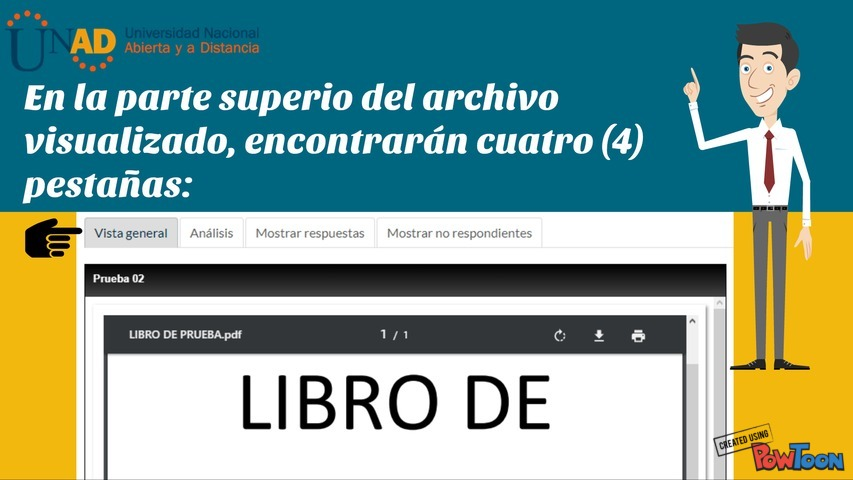 UNAD Universidad Nacional
Abierta y a Distancia
En la parte superio del archivo
visualizado, encontrarán cuatro (4)
pestañas:
Vista general Análisis Mostrar respuestas Mostrar no respondientes
Prueba 02
LIBRO DE PRUEBA.pdf 1 / 1
LIBRO DE
CREATED USING
POWTOON